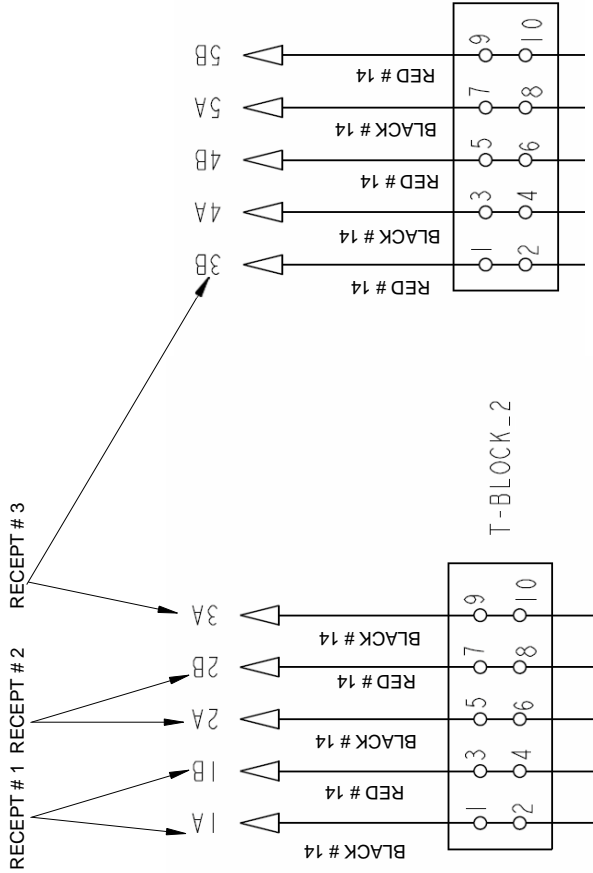 RECEPT # 1
RECEPT # 2
RECEPT # 3
1A
1B
2A
2B
3A
3B
4A
4B
5A
5B
BLACK # 14
RED # 14
BLACK # 14
RED # 14
BLACK # 14
RED # 14
BLACK # 14
RED # 14
BLACK # 14
RED # 14
1 3 5 7 9
2 4 6 8 10
T-BLOCK_2
1 3 5 7 9
2 4 6 8 10